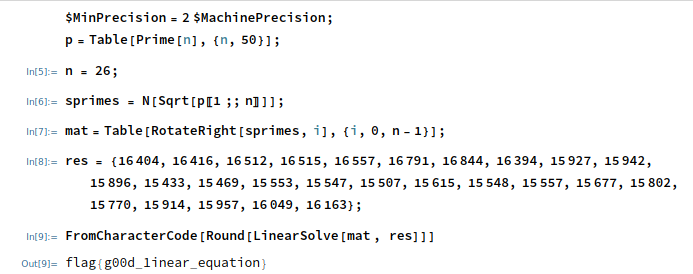 $MinPrecision = 2 $MachinePrecision;
p = Table[Prime[n], {n, 50}];
In[5]:= n = 26;
In[6]:= sprimes = N[Sqrt[p〚1 ;; n〛]];
In[7]:= mat = Table[RotateRight[sprimes, i], {i, 0, n - 1}];
In[8]:= res = {16 404, 16 416, 16 512, 16 515, 16 557, 16 791, 16 844, 16 394, 15 927, 15 942,
15 896, 15 433, 15 469, 15 553, 15 547, 15 507, 15 615, 15 548, 15 557, 15 677, 15 802,
15 770, 15 914, 15 957, 16 049, 16 163};
In[9]:= FromCharacterCode[Round[LinearSolve[mat, res]]]
Out[9]= flag{g00d_linear_equation}